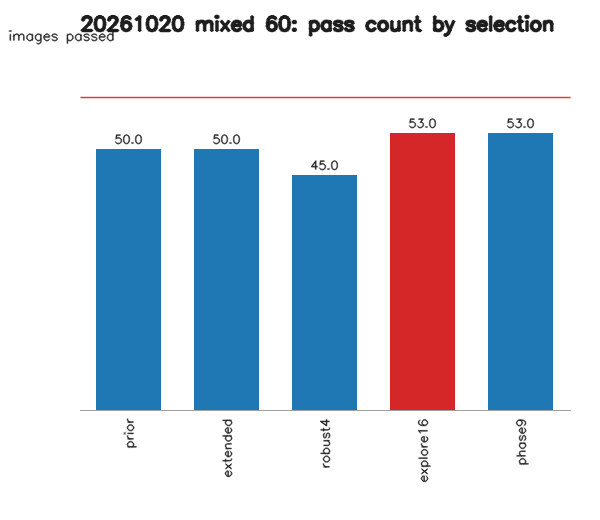 20261020 mixed 60: pass count by selection
images passed
50.0
50.0
45.0
53.0
53.0
prior
extended
robust4
explore16
phase9